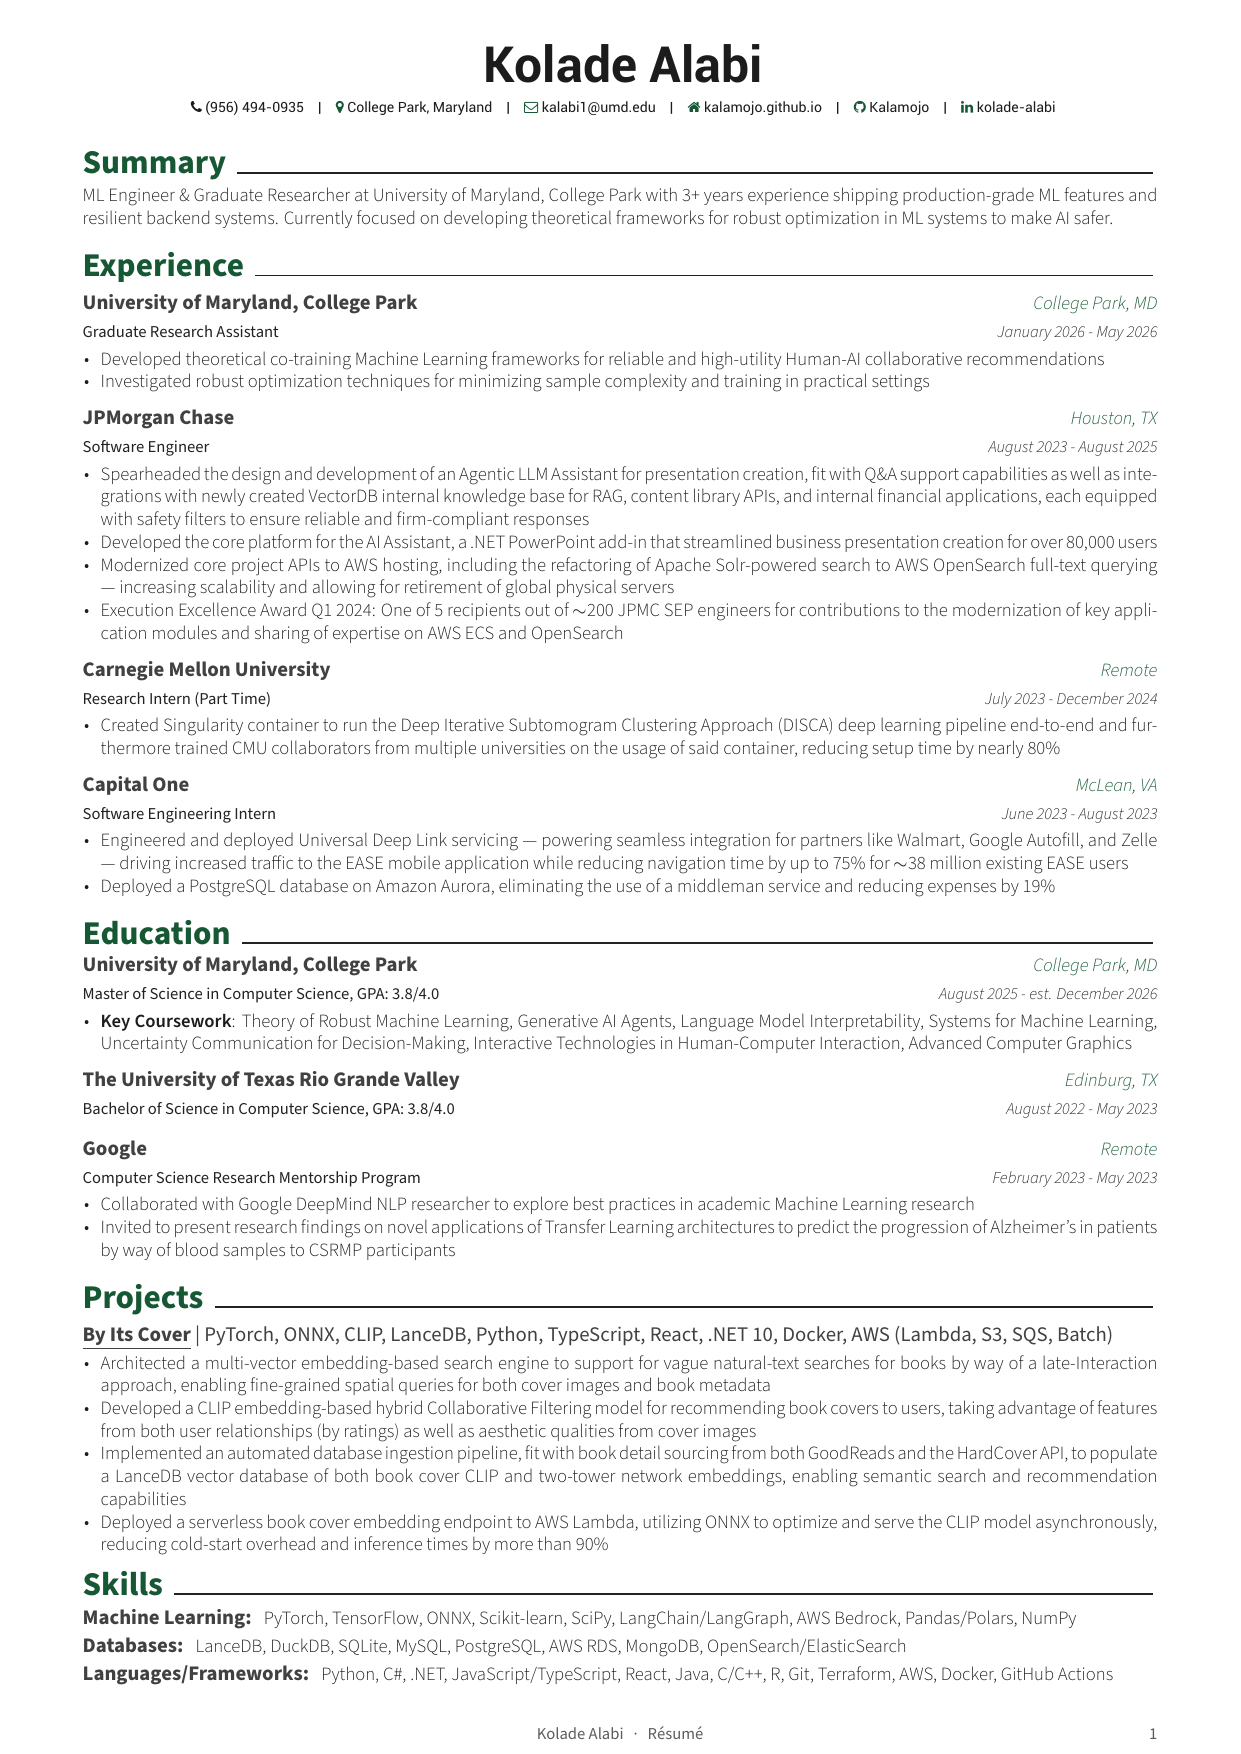 Kolade Alabi
(956) 494-0935 | College Park, Maryland | kalabi1@umd.edu | kalamojo.github.io | Kalamojo | kolade-alabi
Summary
ML Engineer & Graduate Researcher at University of Maryland, College Park with 3+ years experience shipping production-grade ML features and
resilient backend systems. Currently focused on developing theoretical frameworks for robust optimization in ML systems to make AI safer.
Experience
University of Maryland, College Park College Park, MD
Graduate Research Assistant January 2026 - May 2026
• Developed theoretical co-training Machine Learning frameworks for reliable and high-utility Human-AI collaborative recommendations
• Investigated robust optimization techniques for minimizing sample complexity and training in practical settings
JPMorgan Chase Houston, TX
Software Engineer August 2023 - August 2025
• Spearheaded the design and development of an Agentic LLM Assistant for presentation creation, fit with Q&A support capabilities as well as inte-
grations with newly created VectorDB internal knowledge base for RAG, content library APIs, and internal financial applications, each equipped
with safety filters to ensure reliable and firm-compliant responses
• Developed the core platform for the AI Assistant, a .NET PowerPoint add-in that streamlined business presentation creation for over 80,000 users
• Modernized core project APIs to AWS hosting, including the refactoring of Apache Solr-powered search to AWS OpenSearch full-text querying
— increasing scalability and allowing for retirement of global physical servers
• Execution Excellence Award Q1 2024: One of 5 recipients out of ~200 JPMC SEP engineers for contributions to the modernization of key appli-
cation modules and sharing of expertise on AWS ECS and OpenSearch
Carnegie Mellon University Remote
Research Intern (Part Time) July 2023 - December 2024
• Created Singularity container to run the Deep Iterative Subtomogram Clustering Approach (DISCA) deep learning pipeline end-to-end and fur-
thermore trained CMU collaborators from multiple universities on the usage of said container, reducing setup time by nearly 80%
Capital One McLean, VA
Software Engineering Intern June 2023 - August 2023
• Engineered and deployed Universal Deep Link servicing — powering seamless integration for partners like Walmart, Google Autofill, and Zelle
— driving increased traffic to the EASE mobile application while reducing navigation time by up to 75% for ~38 million existing EASE users
• Deployed a PostgreSQL database on Amazon Aurora, eliminating the use of a middleman service and reducing expenses by 19%
Education
University of Maryland, College Park College Park, MD
Master of Science in Computer Science, GPA: 3.8/4.0 August 2025 - est. December 2026
• Key Coursework: Theory of Robust Machine Learning, Generative AI Agents, Language Model Interpretability, Systems for Machine Learning,
Uncertainty Communication for Decision-Making, Interactive Technologies in Human-Computer Interaction, Advanced Computer Graphics
The University of Texas Rio Grande Valley Edinburg, TX
Bachelor of Science in Computer Science, GPA: 3.8/4.0 August 2022 - May 2023
Google Remote
Computer Science Research Mentorship Program February 2023 - May 2023
• Collaborated with Google DeepMind NLP researcher to explore best practices in academic Machine Learning research
• Invited to present research findings on novel applications of Transfer Learning architectures to predict the progression of Alzheimer's in patients
by way of blood samples to CSRMP participants
Projects
By Its Cover | PyTorch, ONNX, CLIP, LanceDB, Python, TypeScript, React, .NET 10, Docker, AWS (Lambda, S3, SQS, Batch)
• Architected a multi-vector embedding-based search engine to support for vague natural-text searches for books by way of a late-Interaction
approach, enabling fine-grained spatial queries for both cover images and book metadata
• Developed a CLIP embedding-based hybrid Collaborative Filtering model for recommending book covers to users, taking advantage of features
from both user relationships (by ratings) as well as aesthetic qualities from cover images
• Implemented an automated database ingestion pipeline, fit with book detail sourcing from both GoodReads and the HardCover API, to populate
a LanceDB vector database of both book cover CLIP and two-tower network embeddings, enabling semantic search and recommendation
capabilities
• Deployed a serverless book cover embedding endpoint to AWS Lambda, utilizing ONNX to optimize and serve the CLIP model asynchronously,
reducing cold-start overhead and inference times by more than 90%
Skills
Machine Learning: PyTorch, TensorFlow, ONNX, Scikit-learn, SciPy, LangChain/LangGraph, AWS Bedrock, Pandas/Polars, NumPy
Databases: LanceDB, DuckDB, SQLite, MySQL, PostgreSQL, AWS RDS, MongoDB, OpenSearch/ElasticSearch
Languages/Frameworks: Python, C#, .NET, JavaScript/TypeScript, React, Java, C/C++, R, Git, Terraform, AWS, Docker, GitHub Actions
Kolade Alabi · Résumé 1